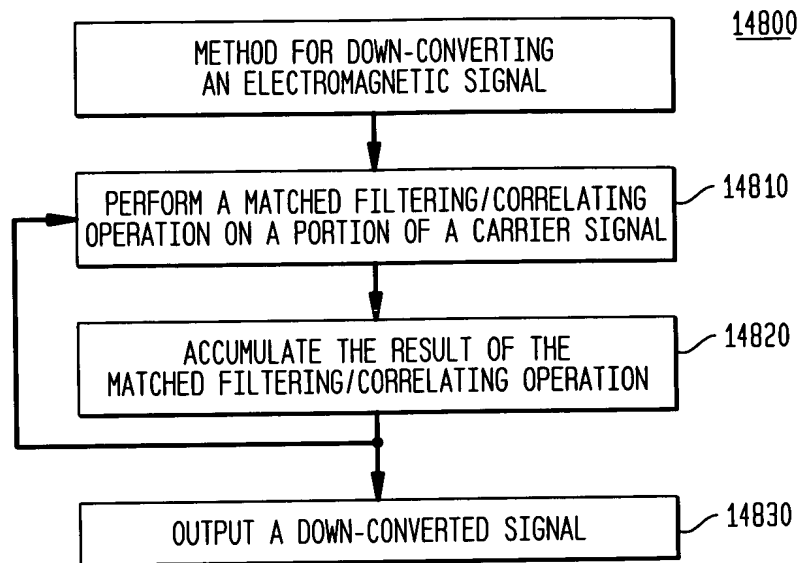 14800
METHOD FOR DOWN-CONVERTING
AN ELECTROMAGNETIC SIGNAL
PERFORM A MATCHED FILTERING/CORRELATING
OPERATION ON A PORTION OF A CARRIER SIGNAL
14810
ACCUMULATE THE RESULT OF THE
MATCHED FILTERING/CORRELATING OPERATION
14820
OUTPUT A DOWN-CONVERTED SIGNAL
14830